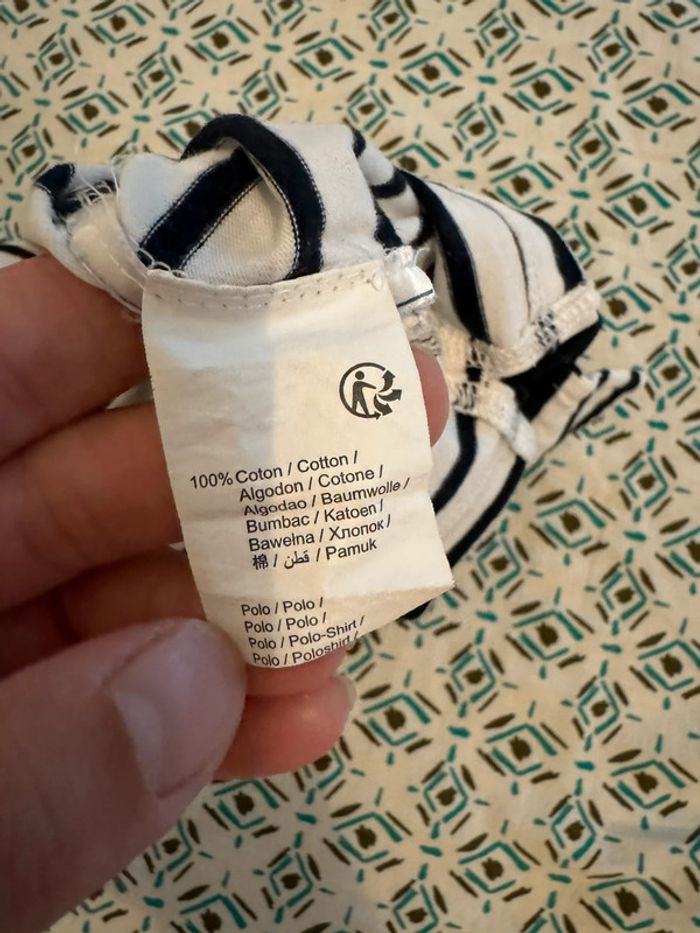 100% Coton / Cotton /
Algodon / Cotone /
Algodao / Baumwolle /
Bumbac / Katoen /
Bawełna / Хлопок /
棉 / قطن / Pamuk
Polo / Polo /
Polo / Polo /
Polo / Polo-Shirt /
Polo / Poloshirt /